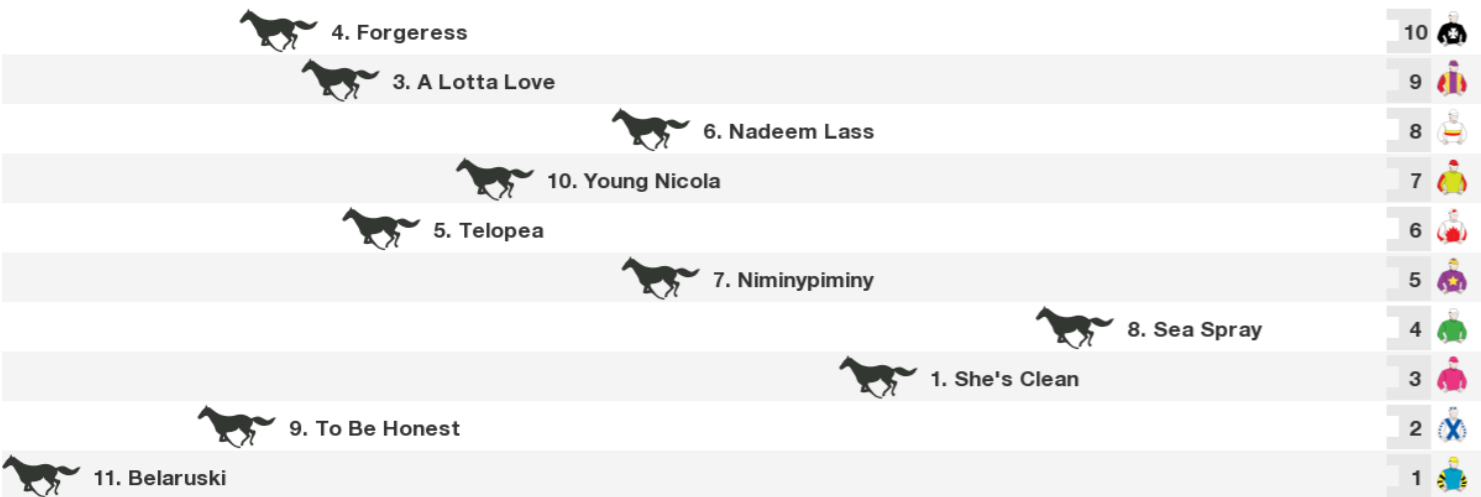 4. Forgeress 10
3. A Lotta Love 9
6. Nadeem Lass 8
10. Young Nicola 7
5. Telopea 6
7. Niminypiminy 5
8. Sea Spray 4
1. She's Clean 3
9. To Be Honest 2
11. Belaruski 1